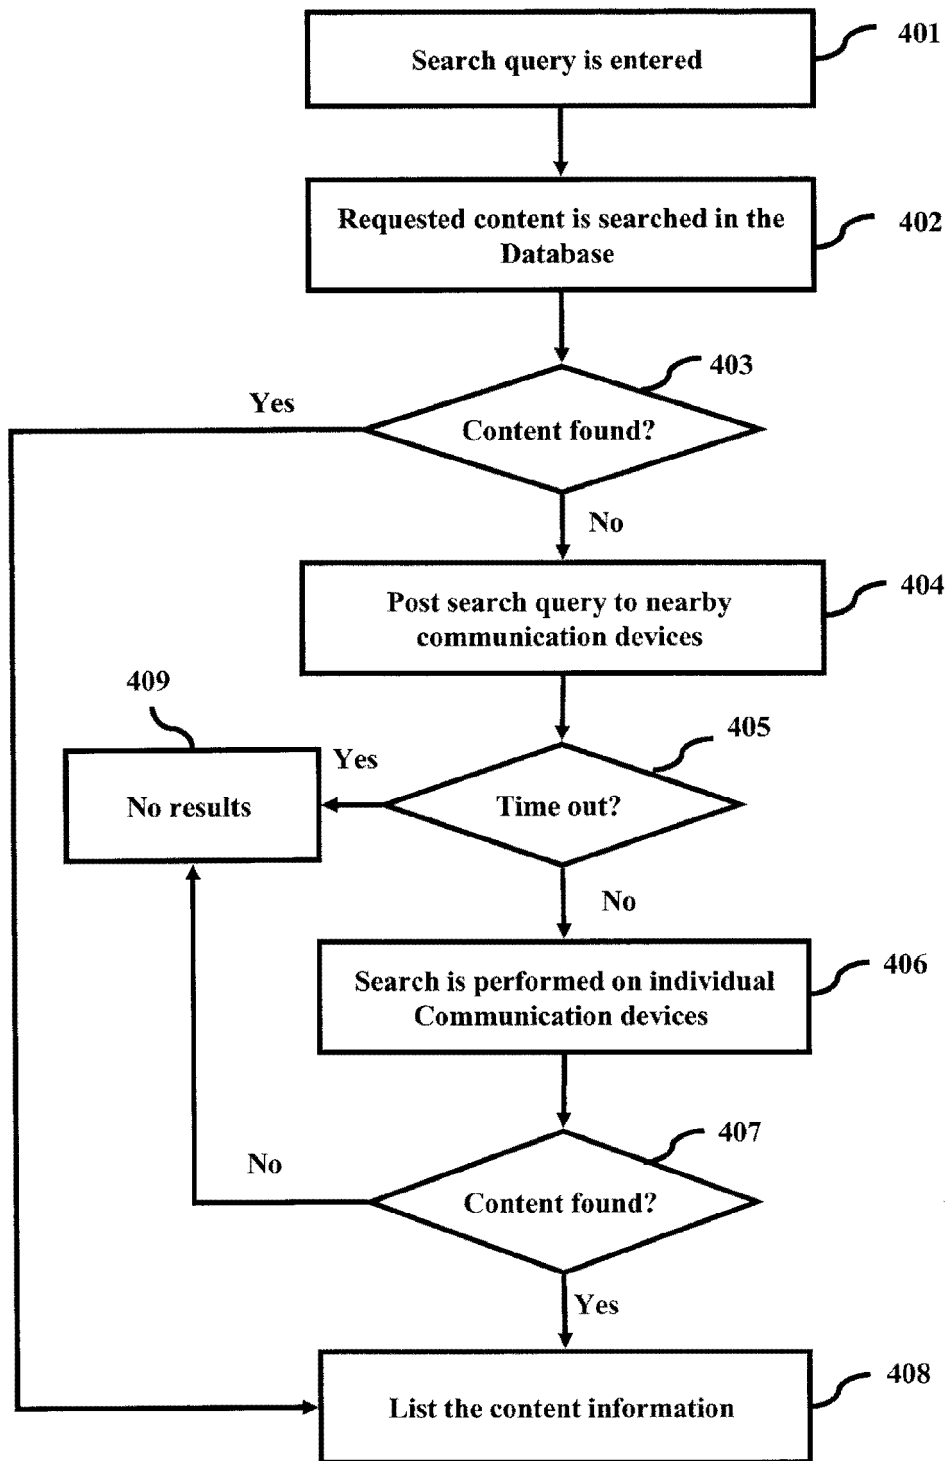 401
Search query is entered
402
Requested content is searched in the
Database
403
Yes
Content found?
No
404
Post search query to nearby
communication devices
409
405
Yes
No results
Time out?
No
406
Search is performed on individual
Communication devices
407
No
Content found?
Yes
408
List the content information